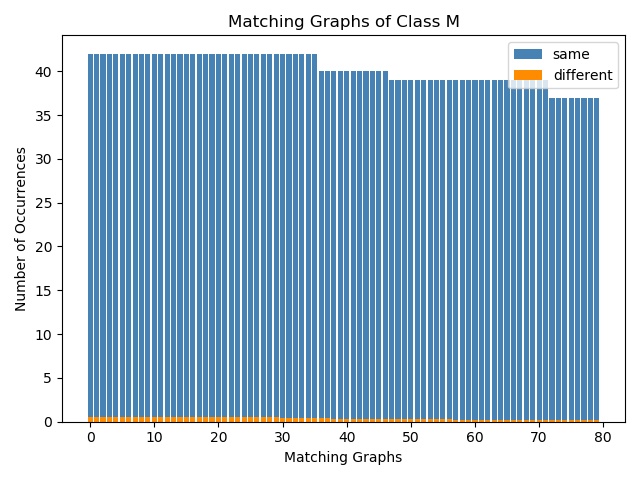 Matching Graphs of Class M
same
different
Number of Occurrences
40
35
30
25
20
15
10
5
0
0 10 20 30 40 50 60 70 80
Matching Graphs